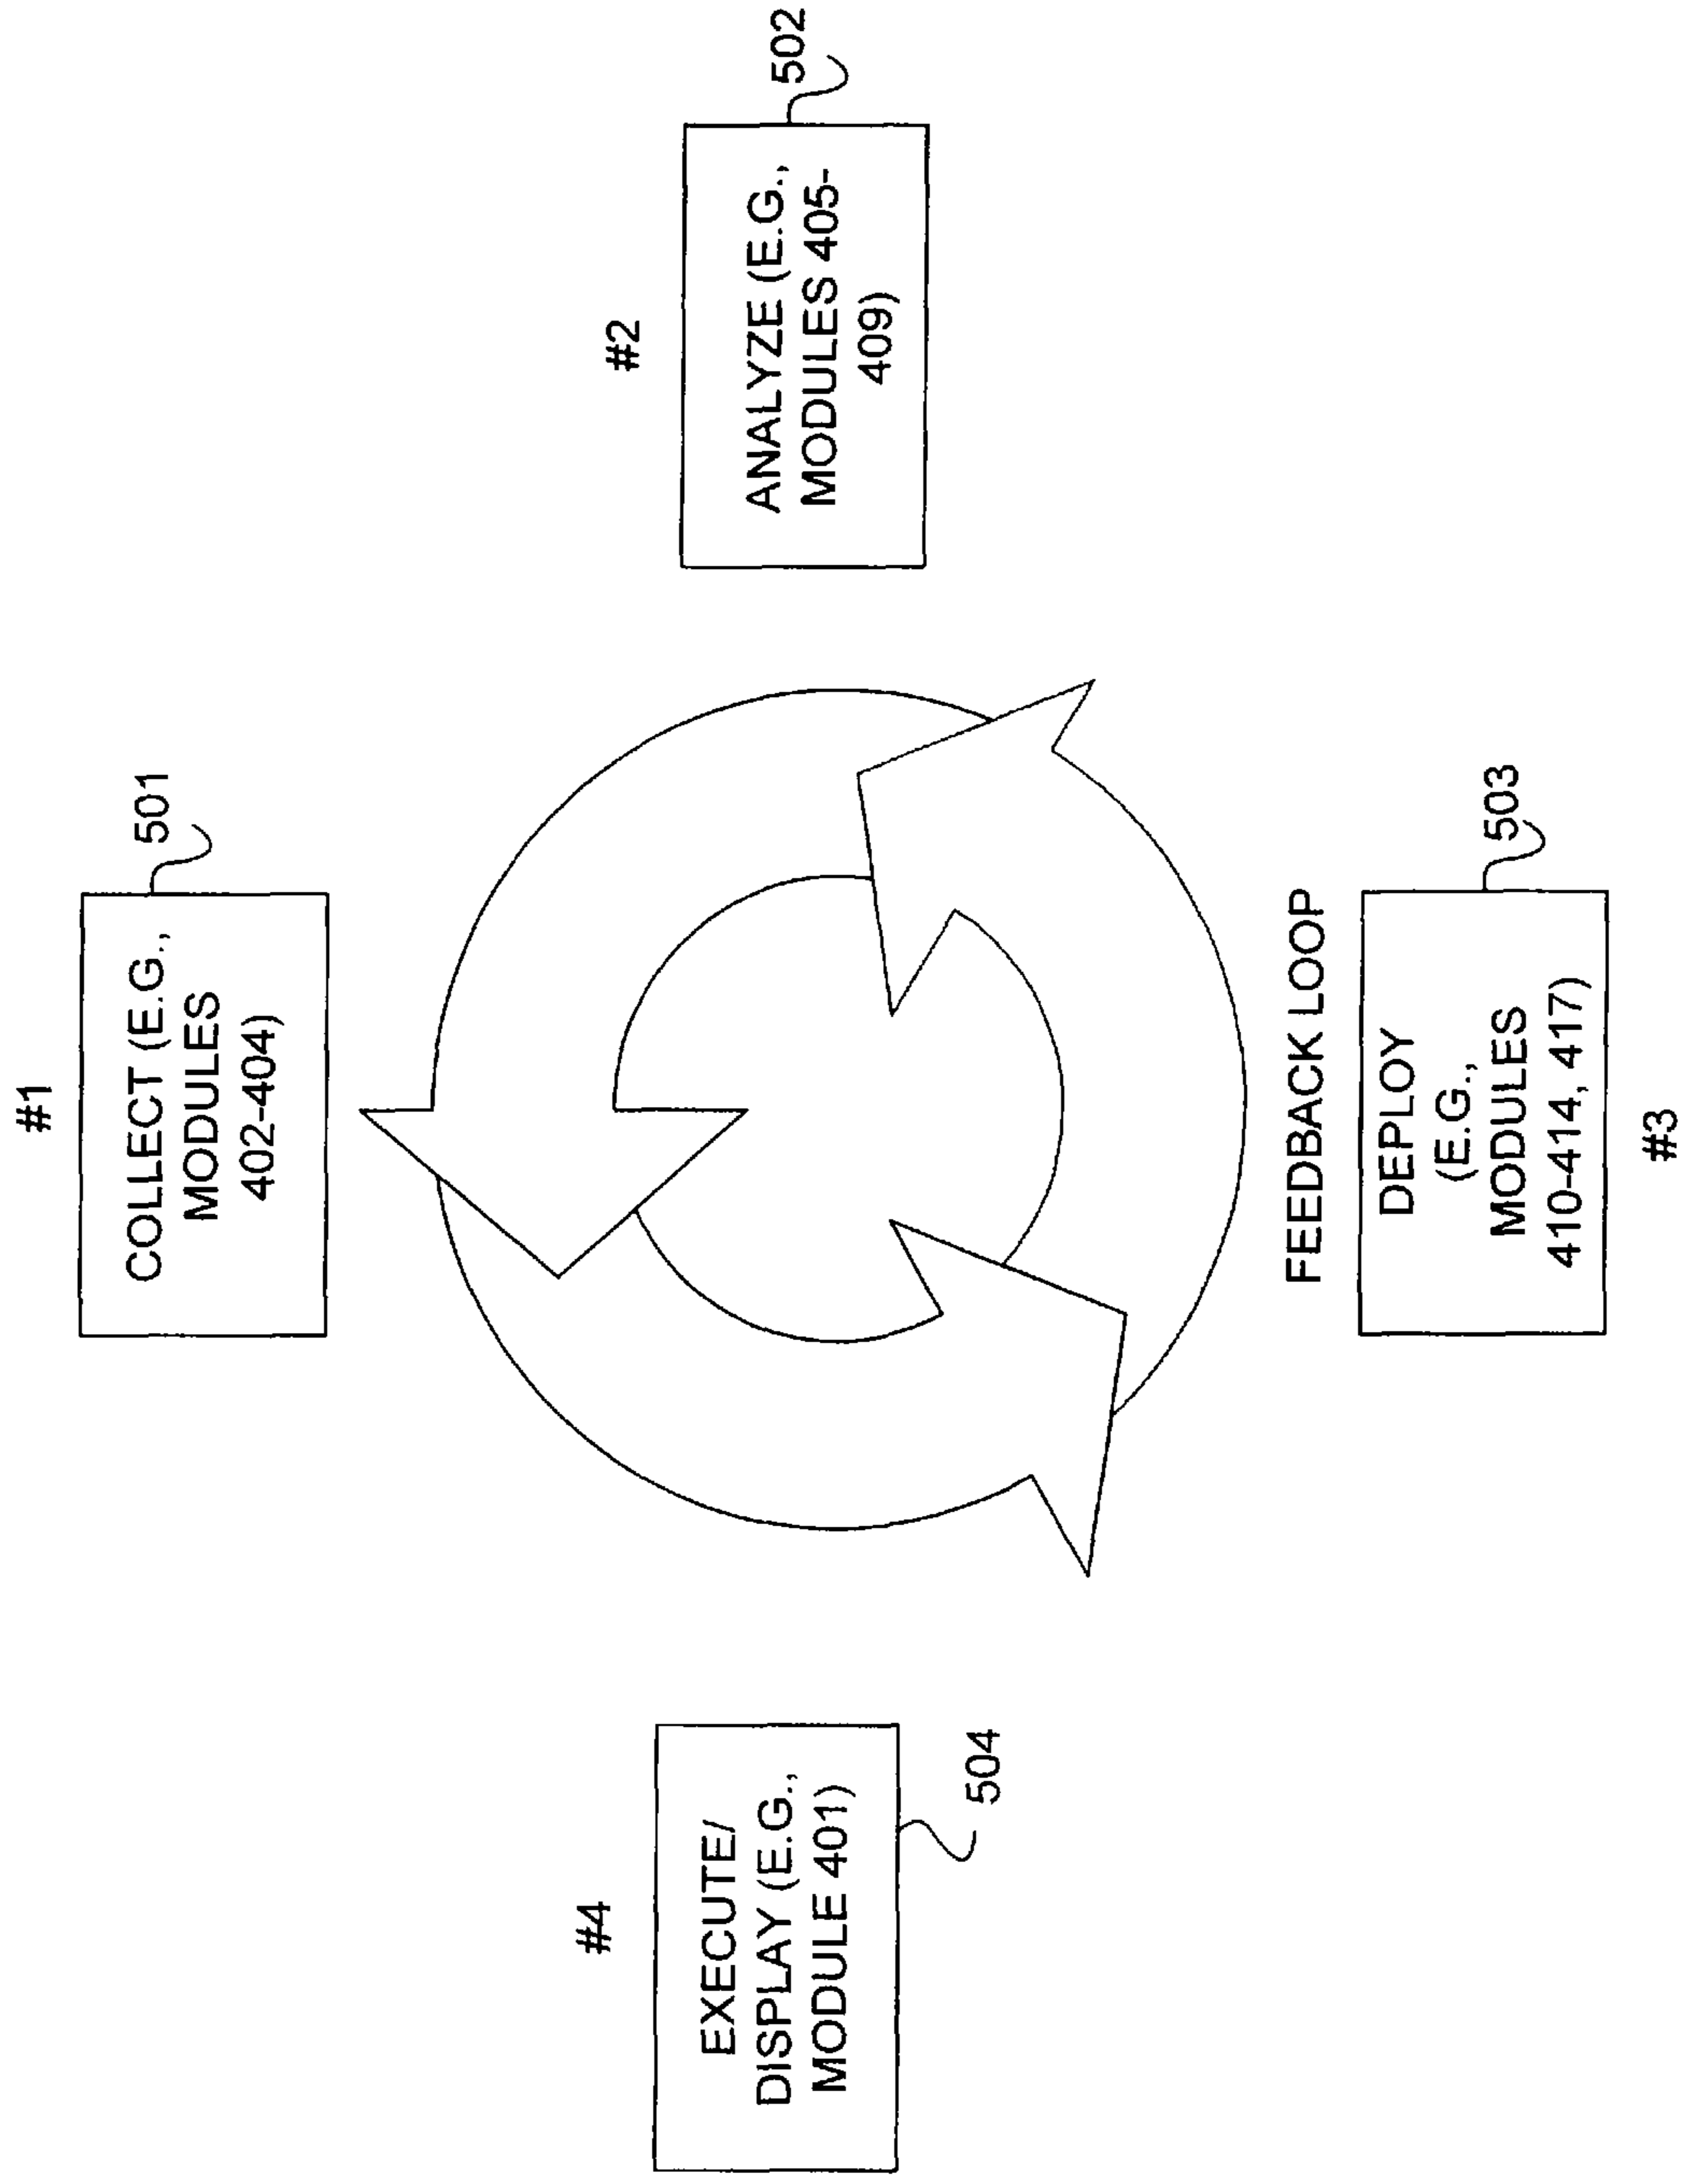 #1
COLLECT (E.G.,
MODULES
402-404)
501
#2
ANALYZE (E.G.,
MODULES 405-
409)
502
FEEDBACK LOOP
DEPLOY
(E.G.,
MODULES
410-414, 417)
503
#3
#4
EXECUTE/
DISPLAY (E.G.,
MODULE 401)
504